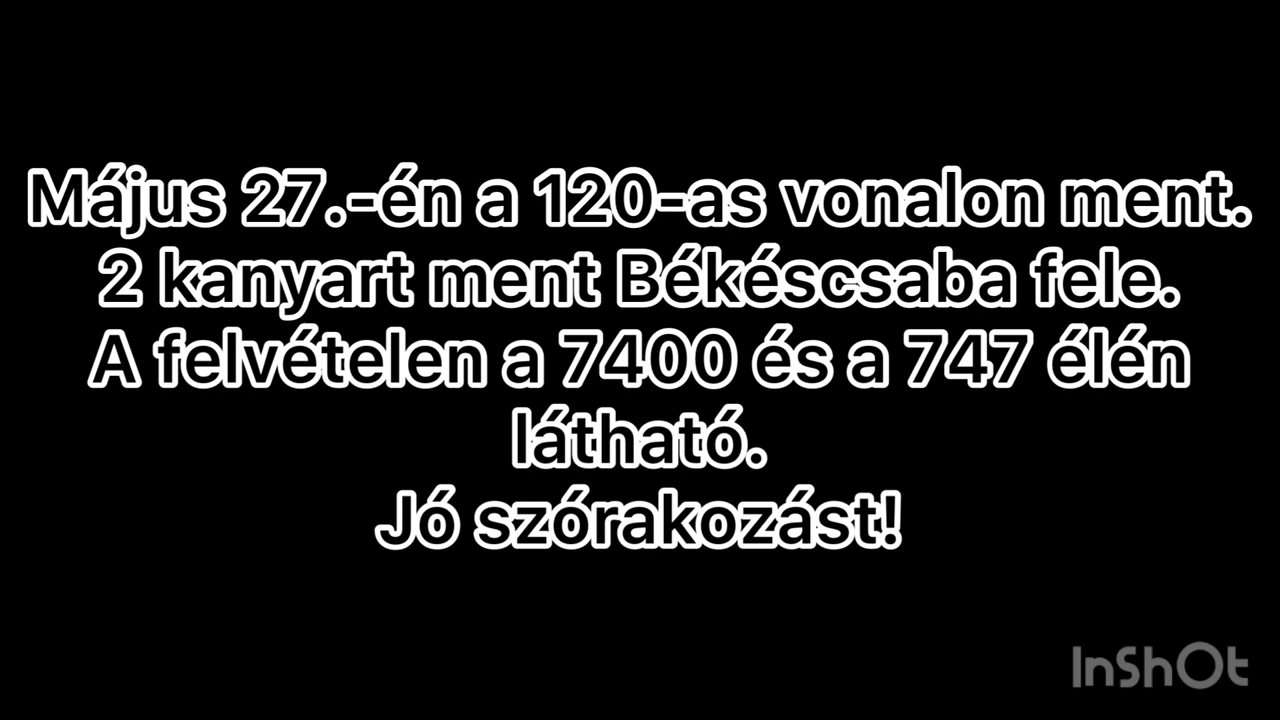 Május 27.-én a 120-as vonalon ment.
2 kanyart ment Békéscsaba fele.
A felvételen a 7400 és a 747 élén
látható.
Jó szórakozást!
InShOt